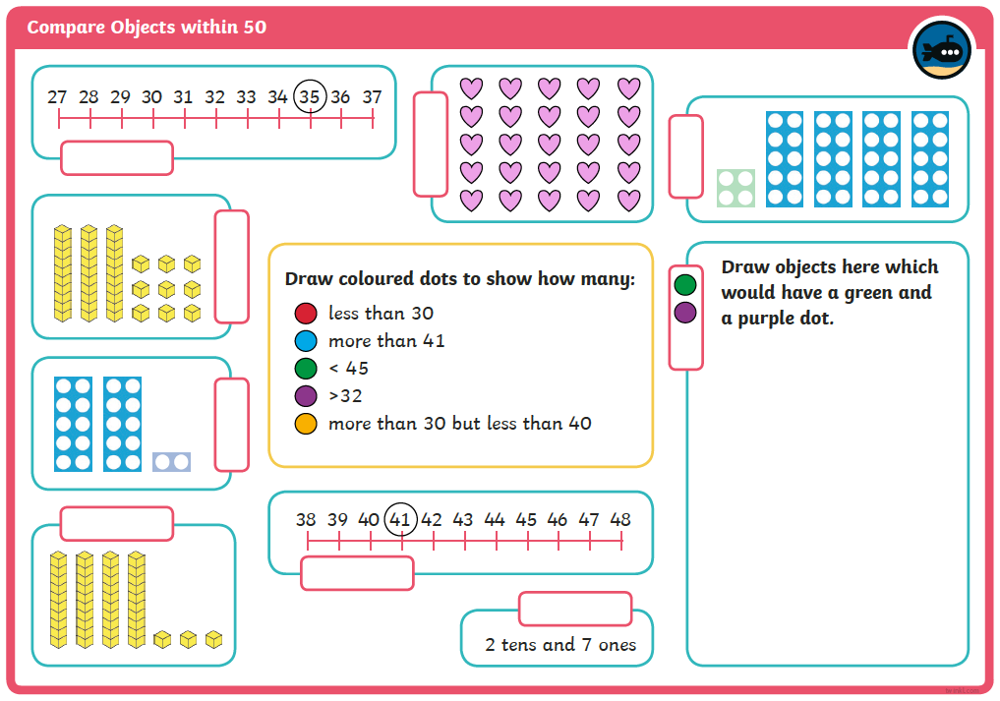 Compare Objects within 50
27 28 29 30 31 32 33 34 35 36 37
Draw coloured dots to show how many:
less than 30
more than 41
< 45
>32
more than 30 but less than 40
Draw objects here which
would have a green and
a purple dot.
38 39 40 41 42 43 44 45 46 47 48
2 tens and 7 ones